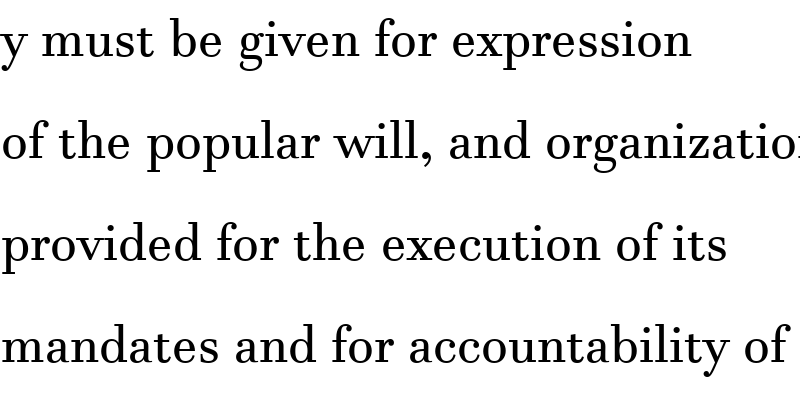 y must be given for expression
of the popular will, and organizatio
provided for the execution of its
mandates and for accountability of